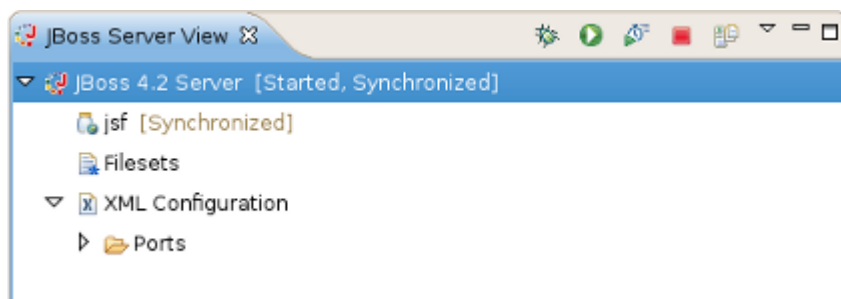 JBoss Server View
JBoss 4.2 Server [Started, Synchronized]
jsf [Synchronized]
Filesets
XML Configuration
Ports